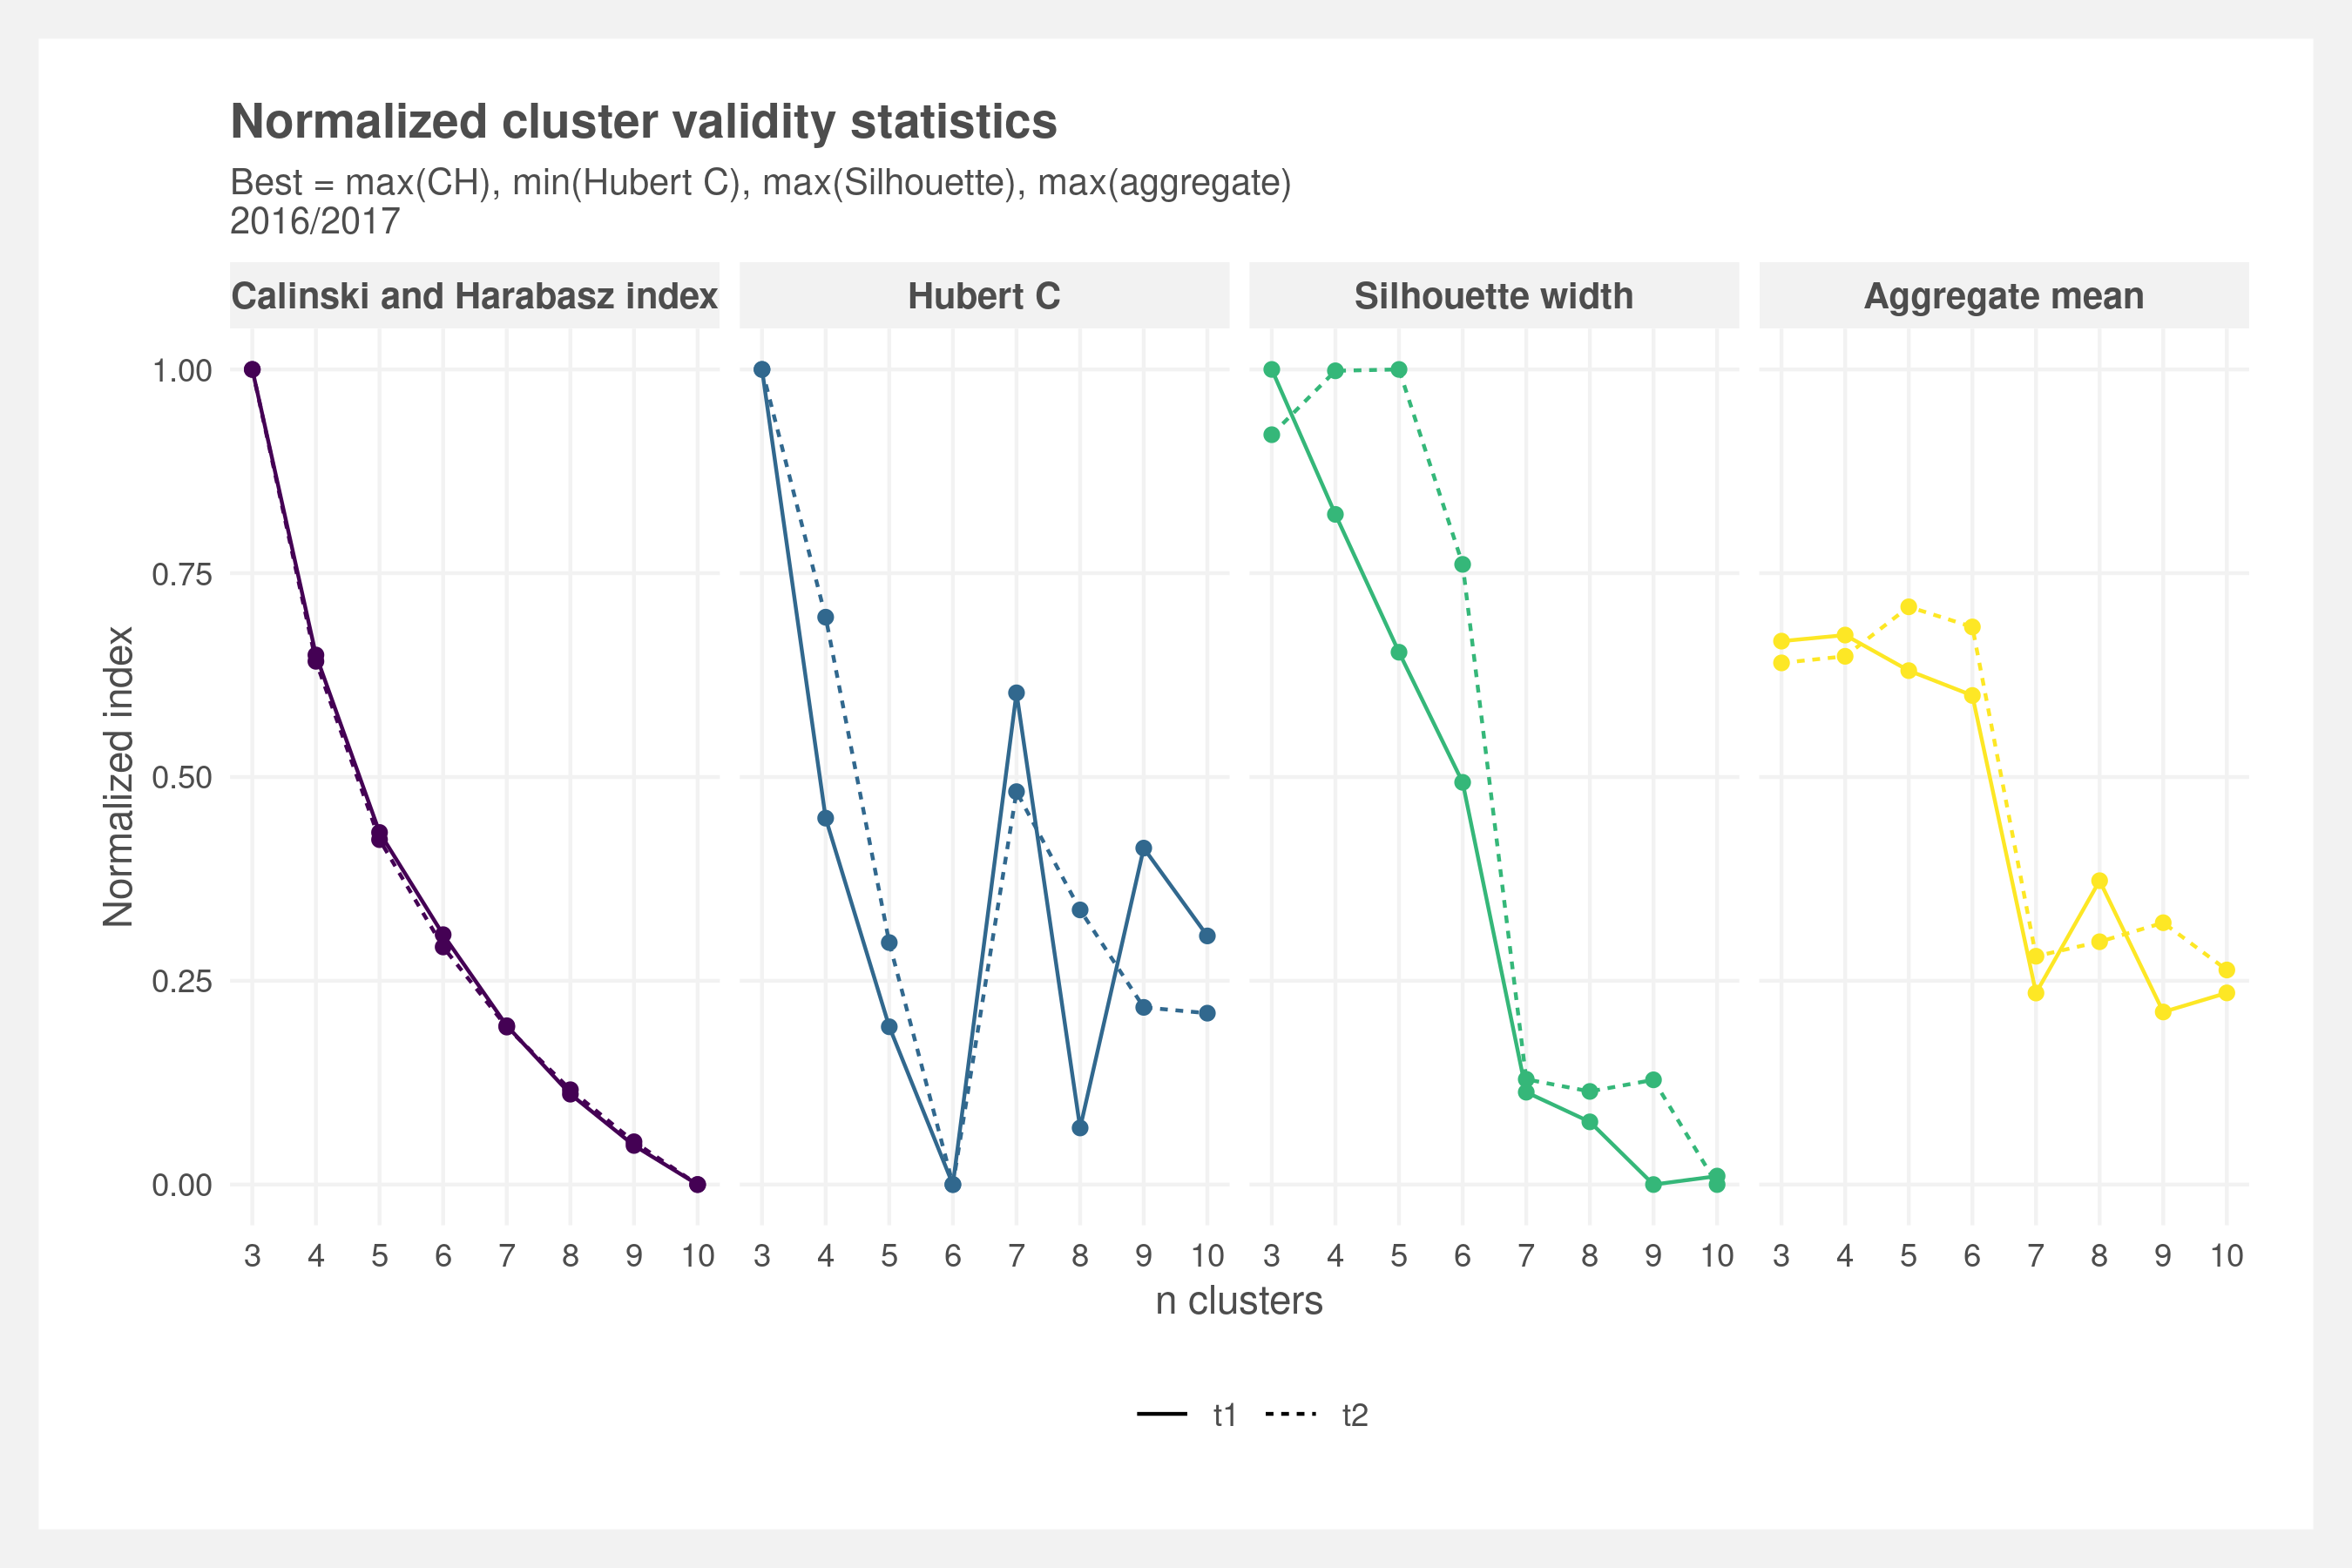 Normalized cluster validity statistics
Best = max(CH), min(Hubert C), max(Silhouette), max(aggregate)
2016/2017
Calinski and Harabasz index Hubert C Silhouette width Aggregate mean
1.00
0.75
0.50
0.25
0.00
Normalized index
3 4 5 6 7 8 9 10 3 4 5 6 7 8 9 10 3 4 5 6 7 8 9 10 3 4 5 6 7 8 9 10
n clusters
t1 t2